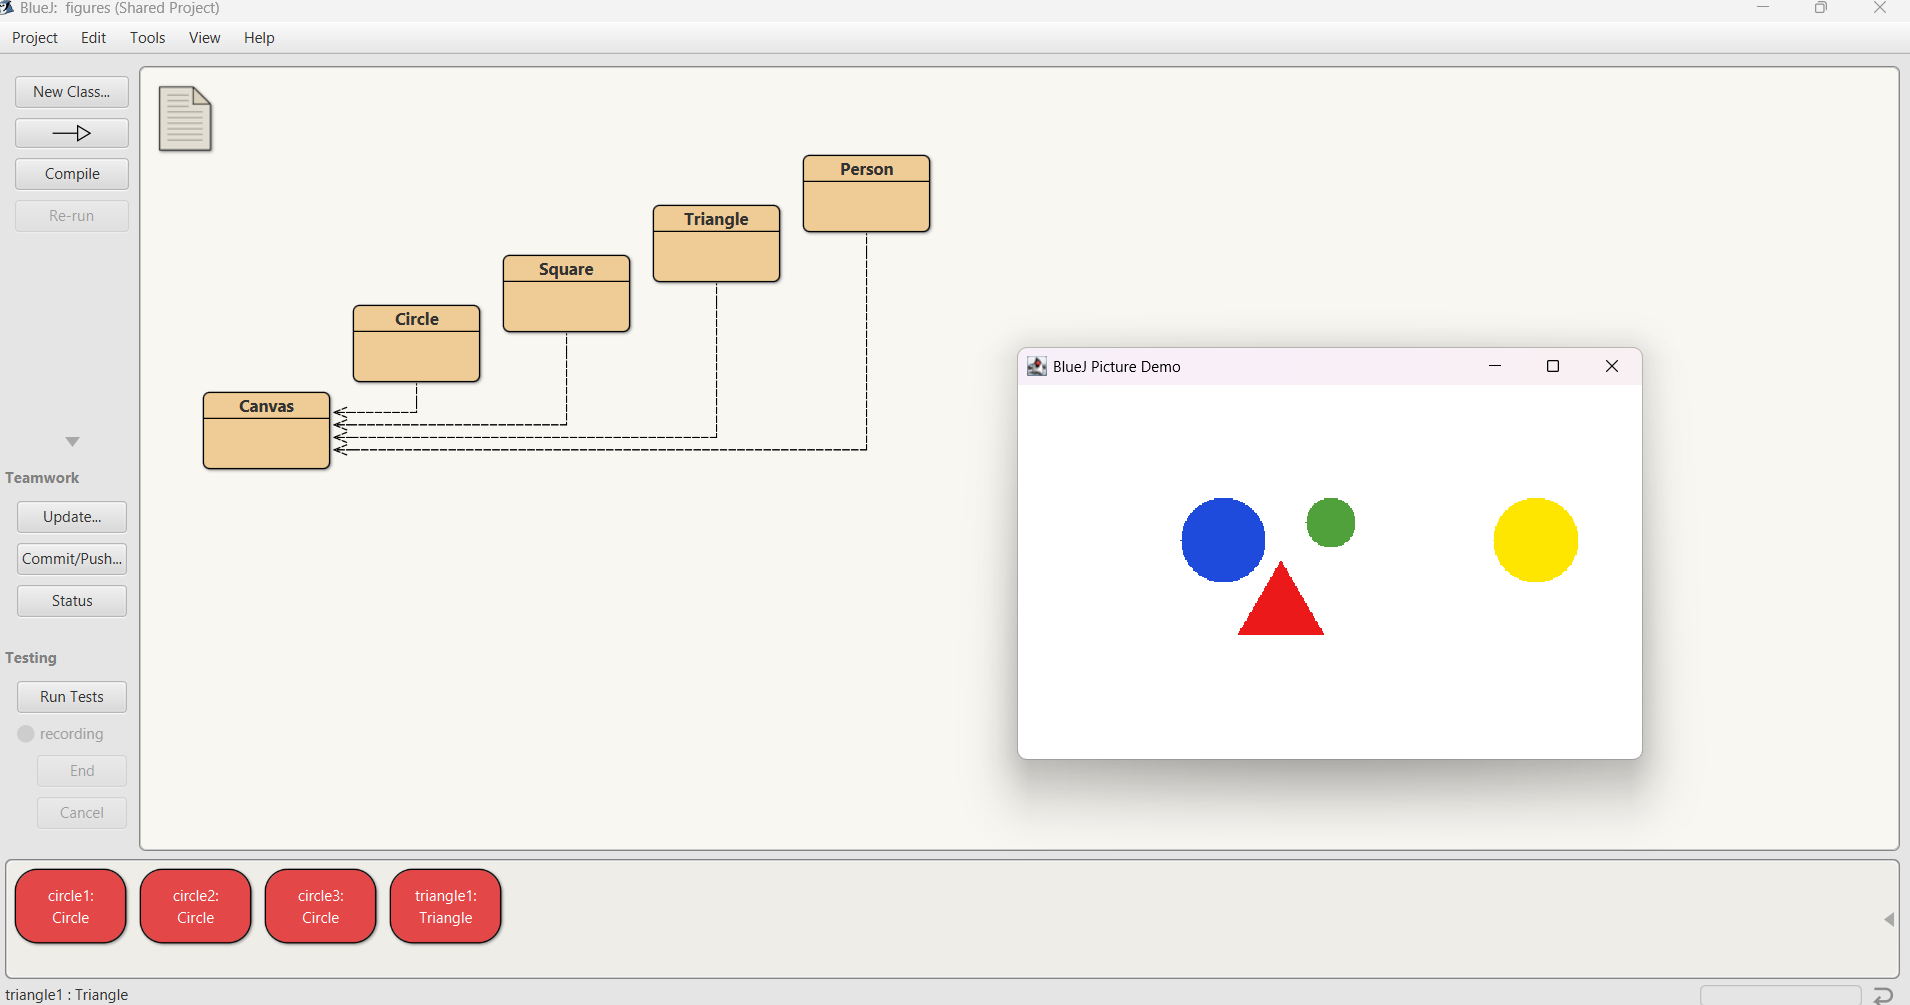 BlueJ: figures (Shared Project)
Project Edit Tools View Help
New Class...
Compile
Re-run
Person
Triangle
Square
Circle
Canvas
BlueJ Picture Demo
Teamwork
Update...
Commit/Push...
Status
Testing
Run Tests
recording
End
Cancel
circle1:
Circle
circle2:
Circle
circle3:
Circle
triangle1:
Triangle
triangle1 : Triangle